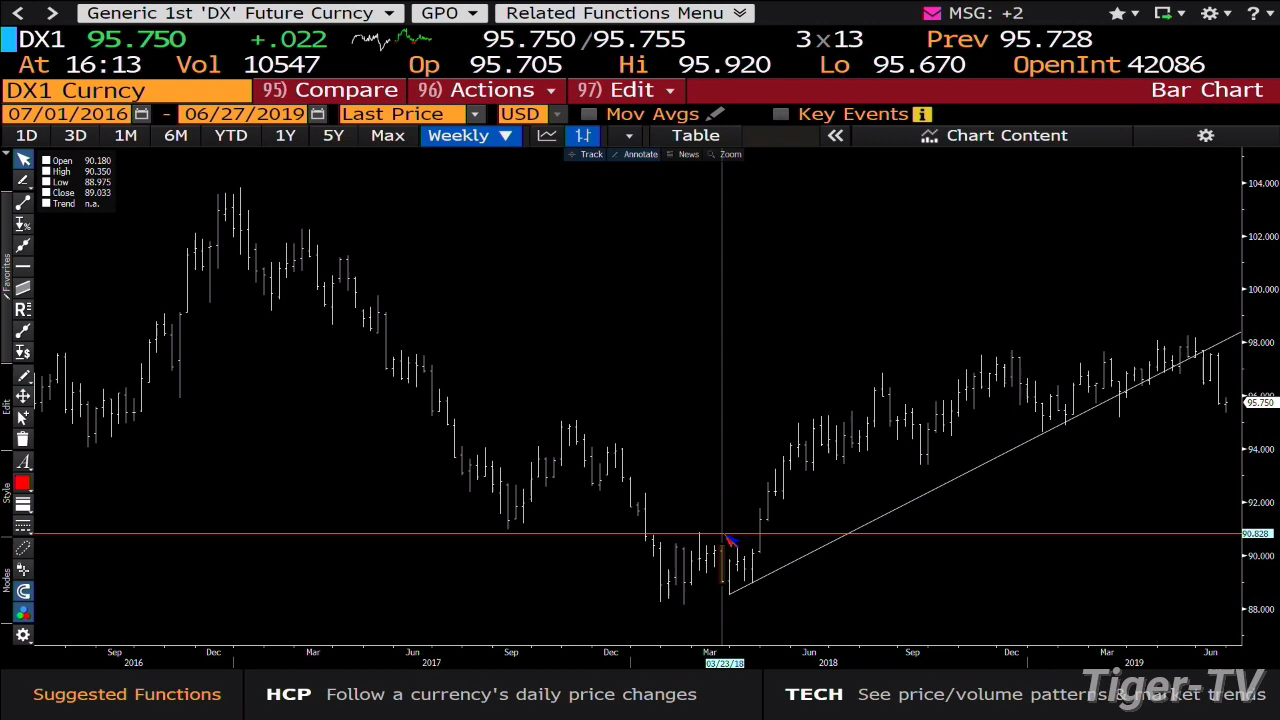 Generic 1st 'DX' Future Curncy GPO Related Functions Menu MSG: +2 ?
DX1 95.750 +.022 95.750 / 95.755 3 x 13 Prev 95.728
At 16:13 Vol 10547 Op 95.705 Hi 95.920 Lo 95.670 OpenInt 42086
DX1 Curncy 95) Compare 96) Actions 97) Edit Bar Chart
07/01/2016 - 06/27/2019 Last Price USD Mov Avgs Key Events i
1D 3D 1M 6M YTD 1Y 5Y Max Weekly Table Chart Content
Track Annotate News Zoom
Open 90.180
High 90.350
Low 88.975
Close 89.033
Trend n.a.
Favorites
Edit
Style
Modes
104.000
100.000
98.000
95.750
94.000
92.000
90.828
90.000
88.000
Sep Dec Mar Jun Sep Dec Mar Jun Sep Dec Mar Jun
2016 2017 03/23/18 2018 2019
Suggested Functions HCP Follow a currency's daily price changes TECH See price/volume patterns & market trends
Tiger-TV